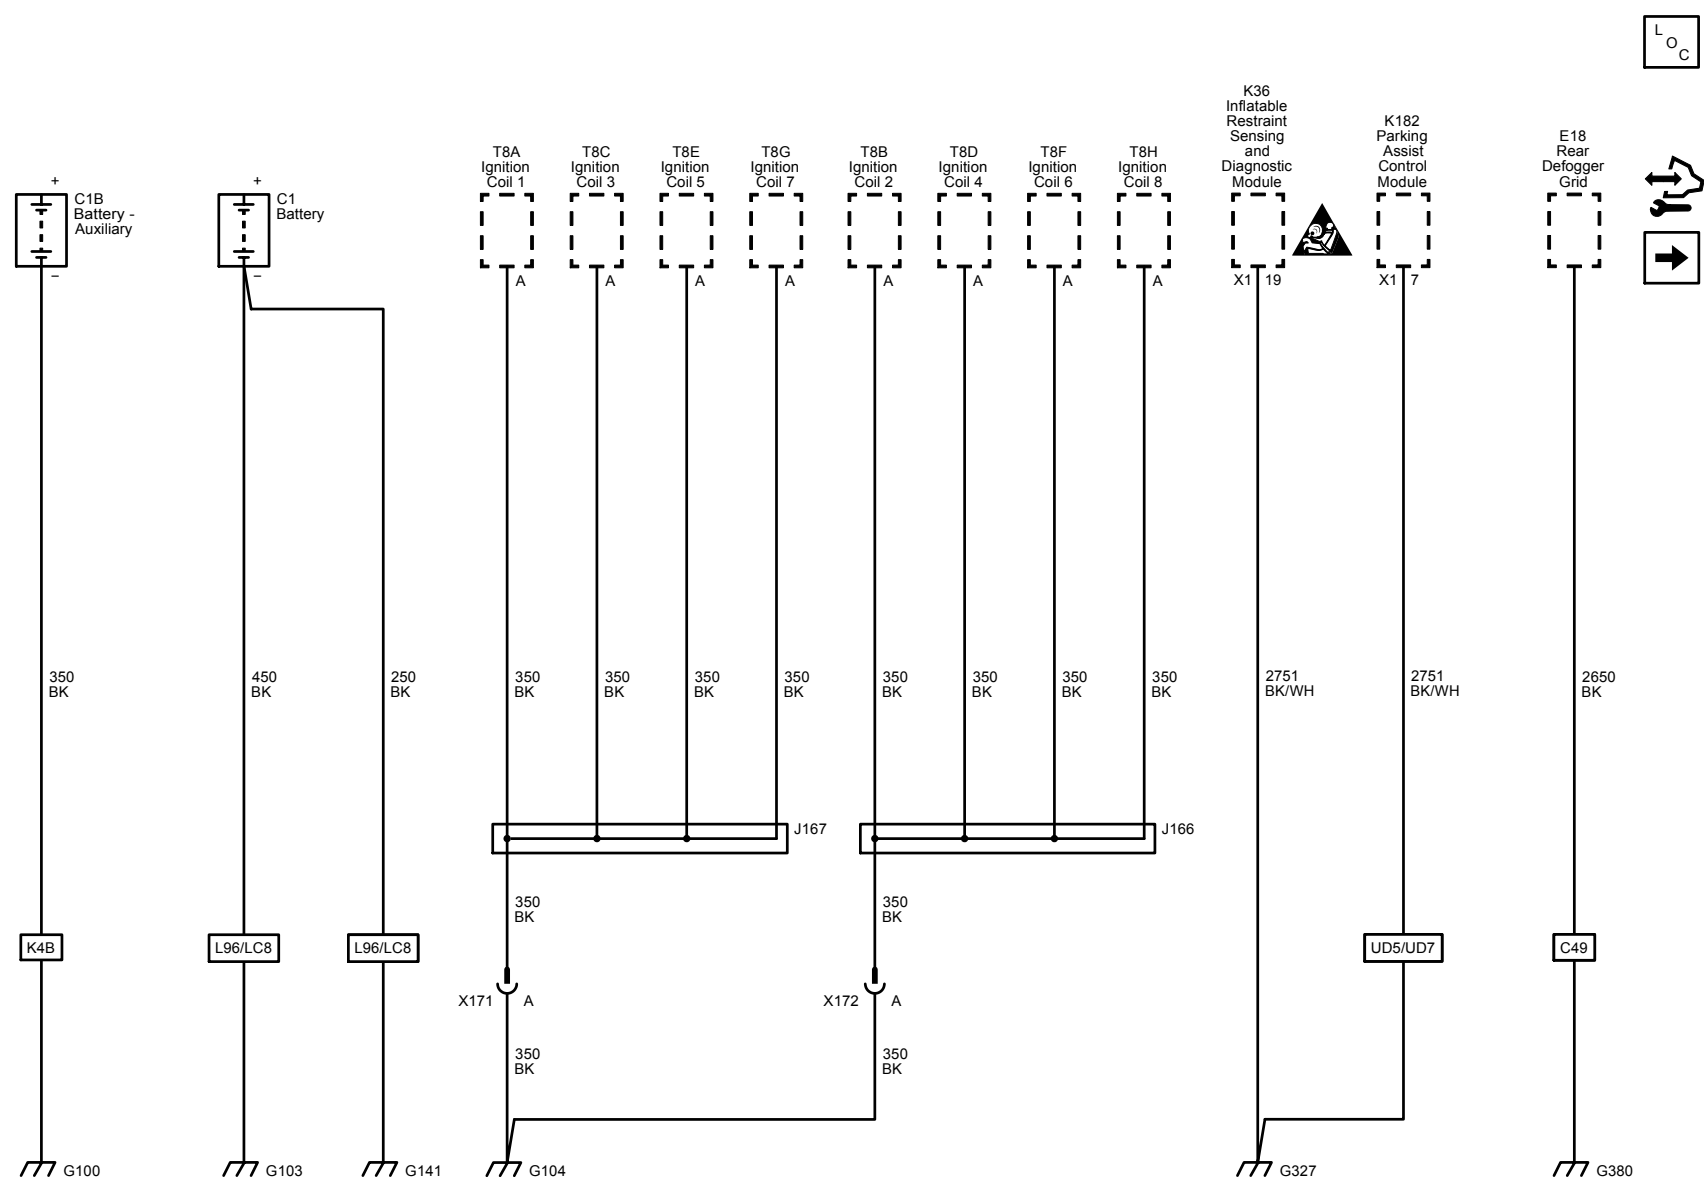 L
O
C
K36
Inflatable
Restraint
Sensing
and
Diagnostic
Module
K182
Parking
Assist
Control
Module
E18
Rear
Defogger
Grid
T8A
Ignition
Coil 1
T8C
Ignition
Coil 3
T8E
Ignition
Coil 5
T8G
Ignition
Coil 7
T8B
Ignition
Coil 2
T8D
Ignition
Coil 4
T8F
Ignition
Coil 6
T8H
Ignition
Coil 8
+
C1B
Battery -
Auxiliary
–
+
C1
Battery
–
A
A
A
A
A
A
A
A
X1 19
X1 7
350
BK
450
BK
250
BK
350
BK
350
BK
350
BK
350
BK
350
BK
350
BK
350
BK
350
BK
2751
BK/WH
2751
BK/WH
2650
BK
J167
J166
350
BK
350
BK
K4B
L96/LC8
L96/LC8
UD5/UD7
C49
X171 A
X172 A
350
BK
350
BK
G100
G103
G141
G104
G327
G380